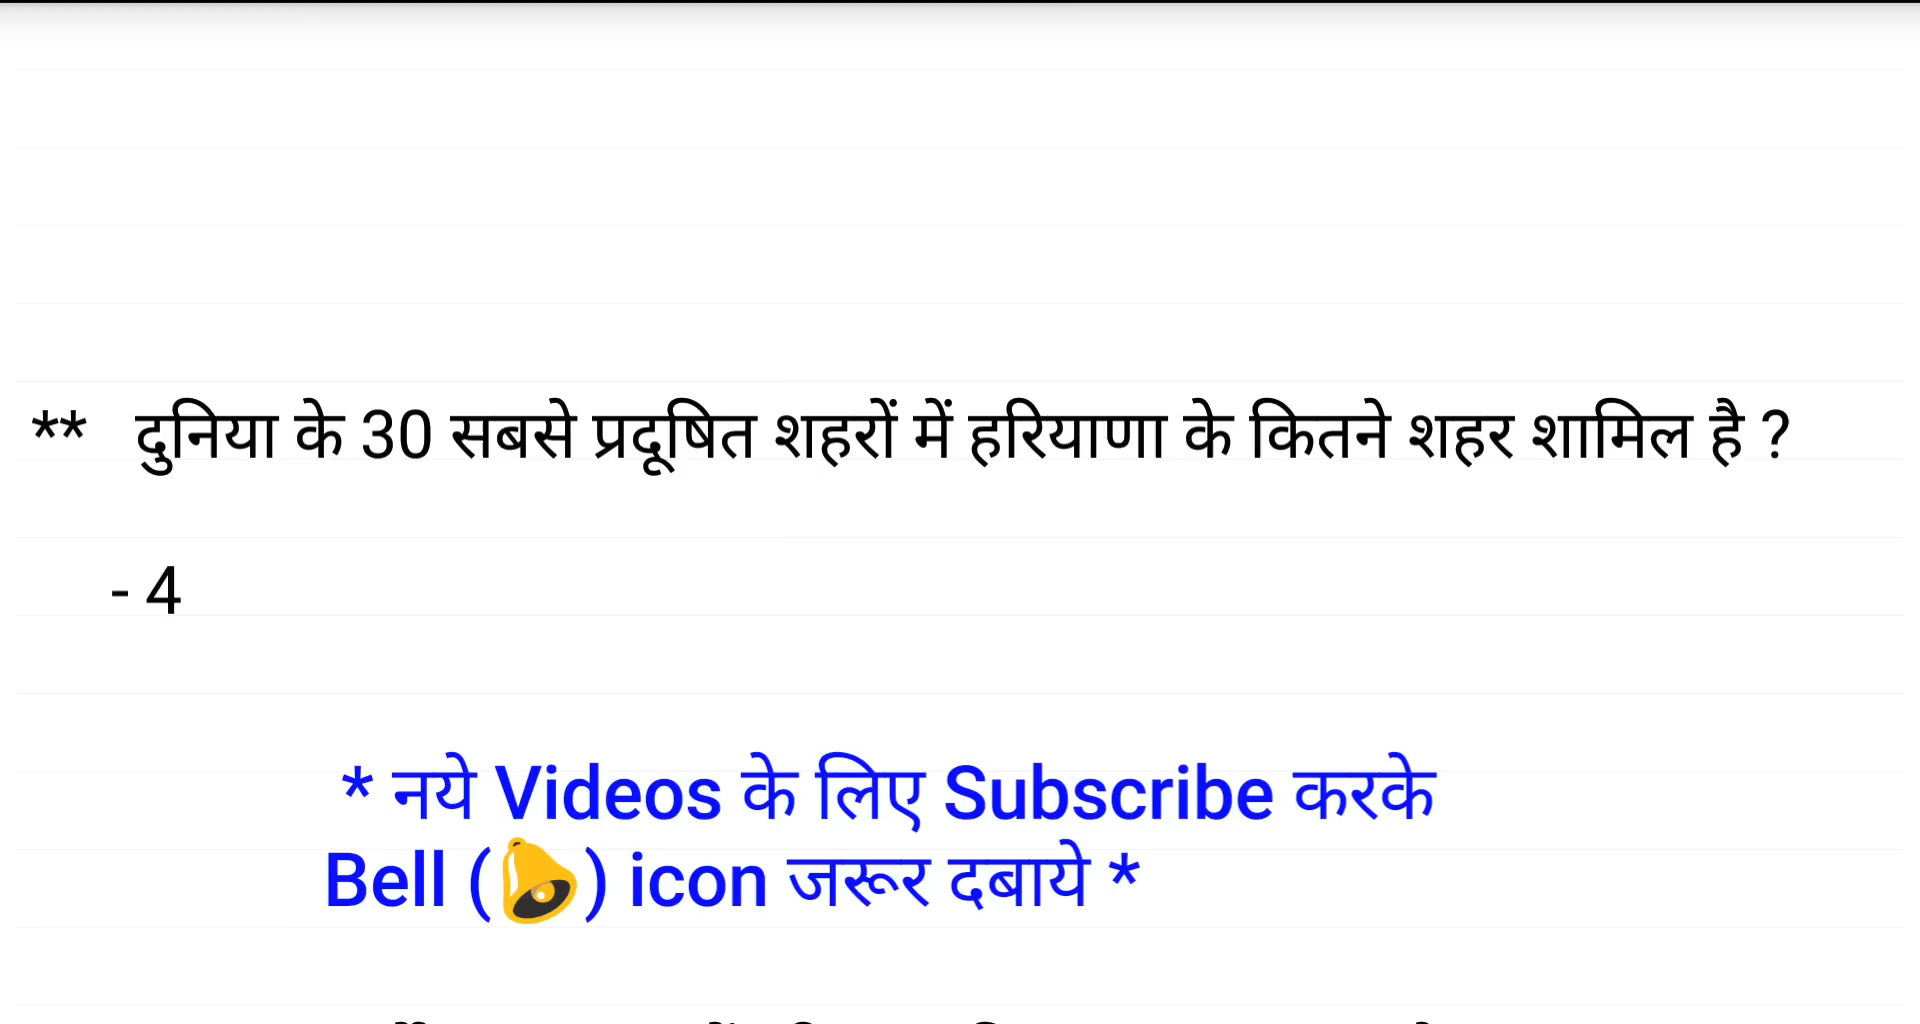 ** दुनिया के 30 सबसे प्रदूषित शहरों में हरियाणा के कितने शहर शामिल है ?
- 4
* नये Videos के लिए Subscribe करके
Bell (🔔) icon जरूर दबाये *